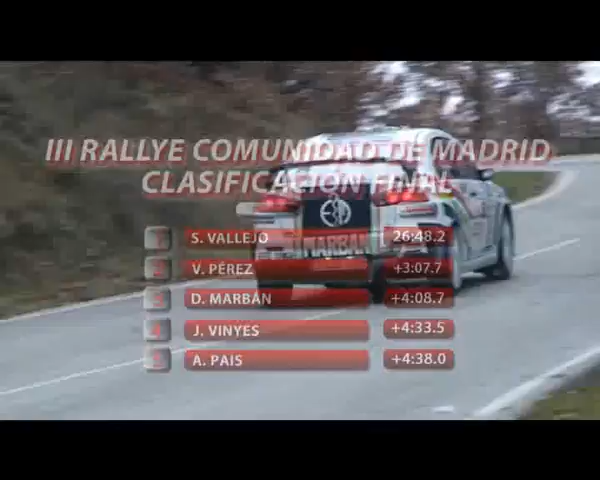 III RALLYE COMUNIDAD DE MADRID
CLASIFICACIÓN FINAL
1 S. VALLEJO 26:48.2
2 V. PÉREZ +3:07.7
3 D. MARBÁN +4:08.7
4 J. VINYES +4:33.5
5 A. PAIS +4:38.0
MARBAN